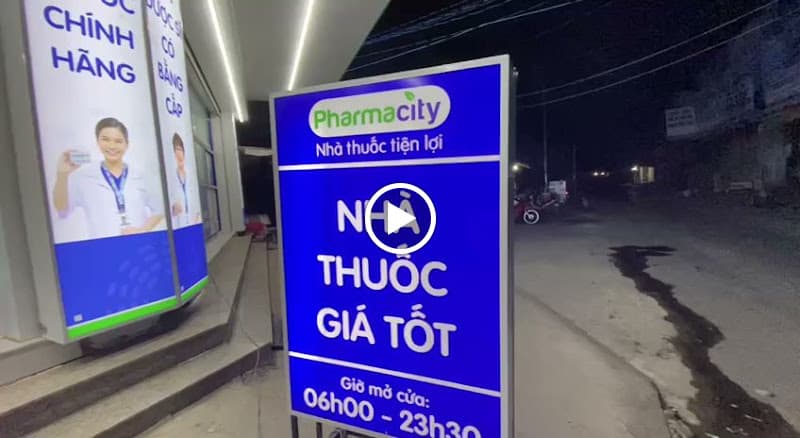 CHÍNH
HÃNG
CÓ
BẰNG
CẤP
Pharmacity
Nhà thuốc tiện lợi
NHÀ
THUỐC
GIÁ TỐT
Giờ mở cửa:
06h00 - 23h30